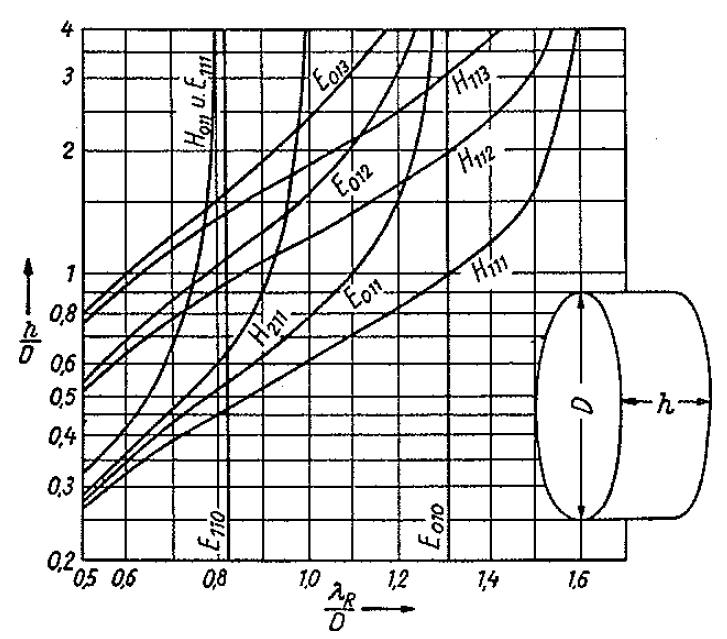 4
3
2
1
0,8
0,6
0,5
0,4
0,3
0,2
h
D
H₀₁₁ u. E₁₁₁
E₀₁₃
H₁₁₃
E₀₁₂
H₁₁₂
H₂₁₁
E₀₁₁
H₁₁₁
E₁₁₀
E₀₁₀
D
h
0,5 0,6 0,8 1,0 1,2 1,4 1,6
λR
D